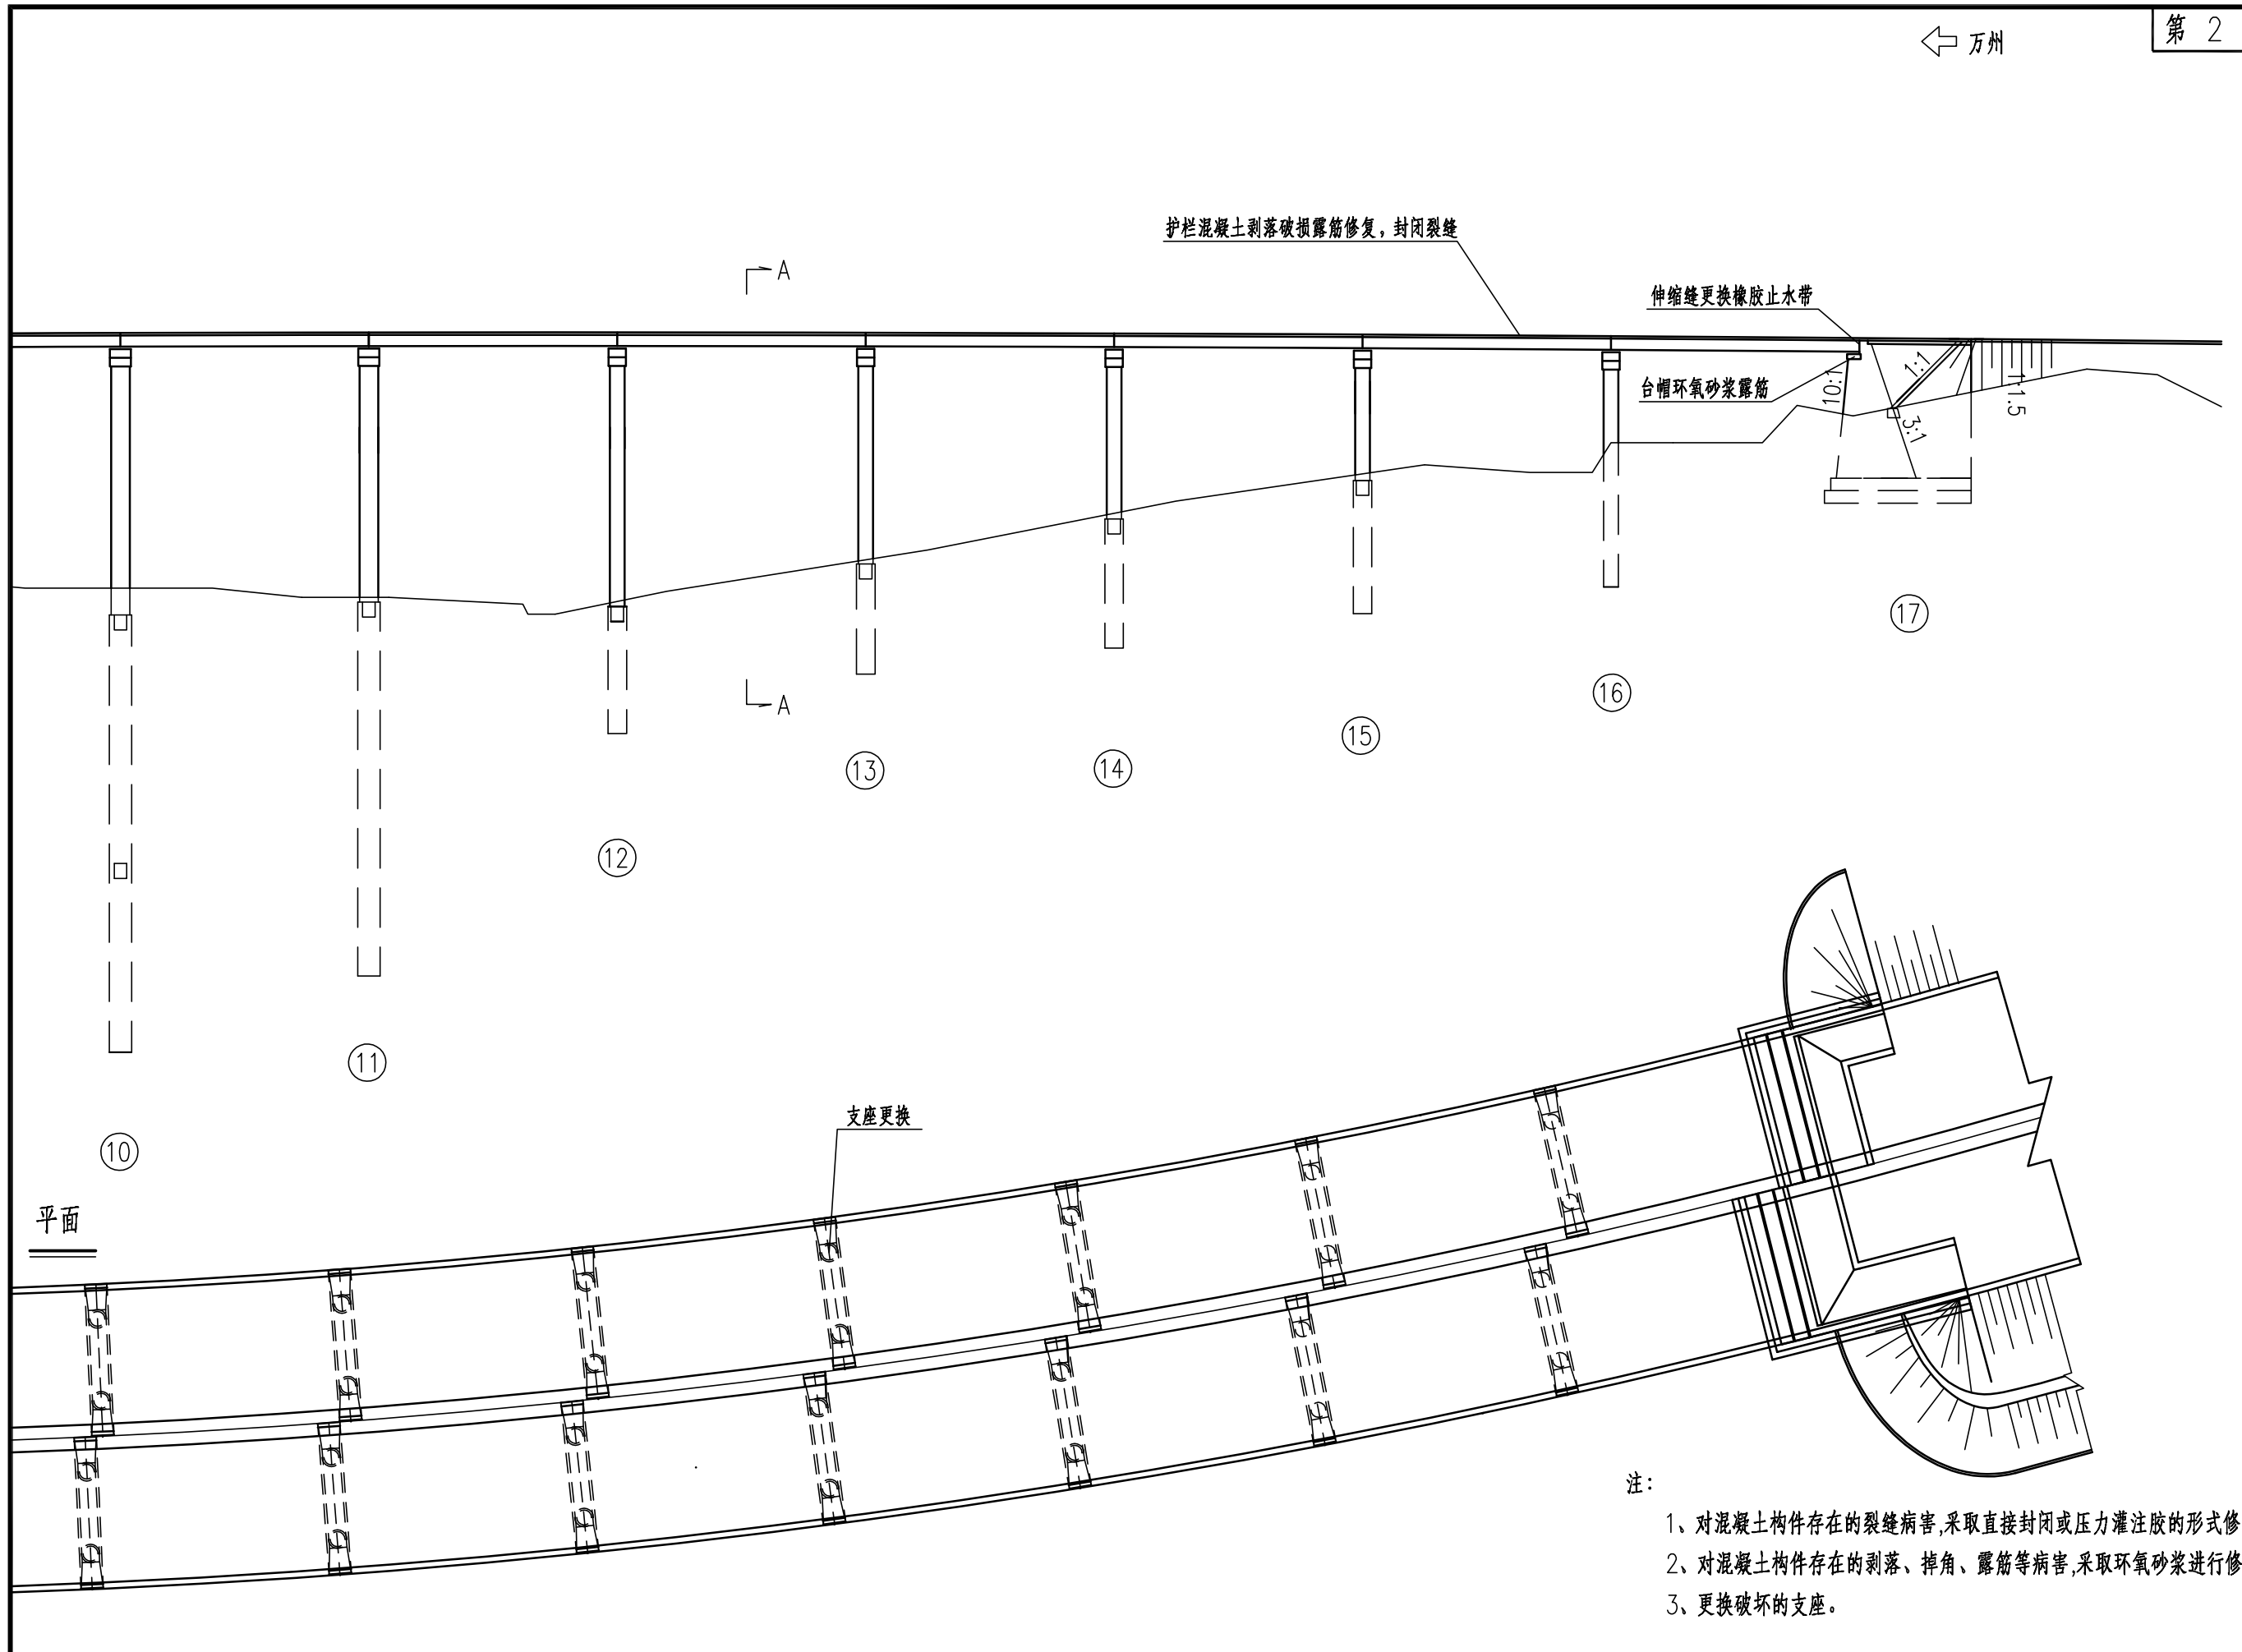 第 2
万州
护栏混凝土剥落破损露筋修复，封闭裂缝
A
伸缩缝更换橡胶止水带
台帽环氧砂浆露筋
10:1
1:1
3:1
1:1.5
A
17
16
15
14
13
12
11
10
支座更换
平面
注：
1、对混凝土构件存在的裂缝病害,采取直接封闭或压力灌注胶的形式修
2、对混凝土构件存在的剥落、掉角、露筋等病害,采取环氧砂浆进行修
3、更换破坏的支座。